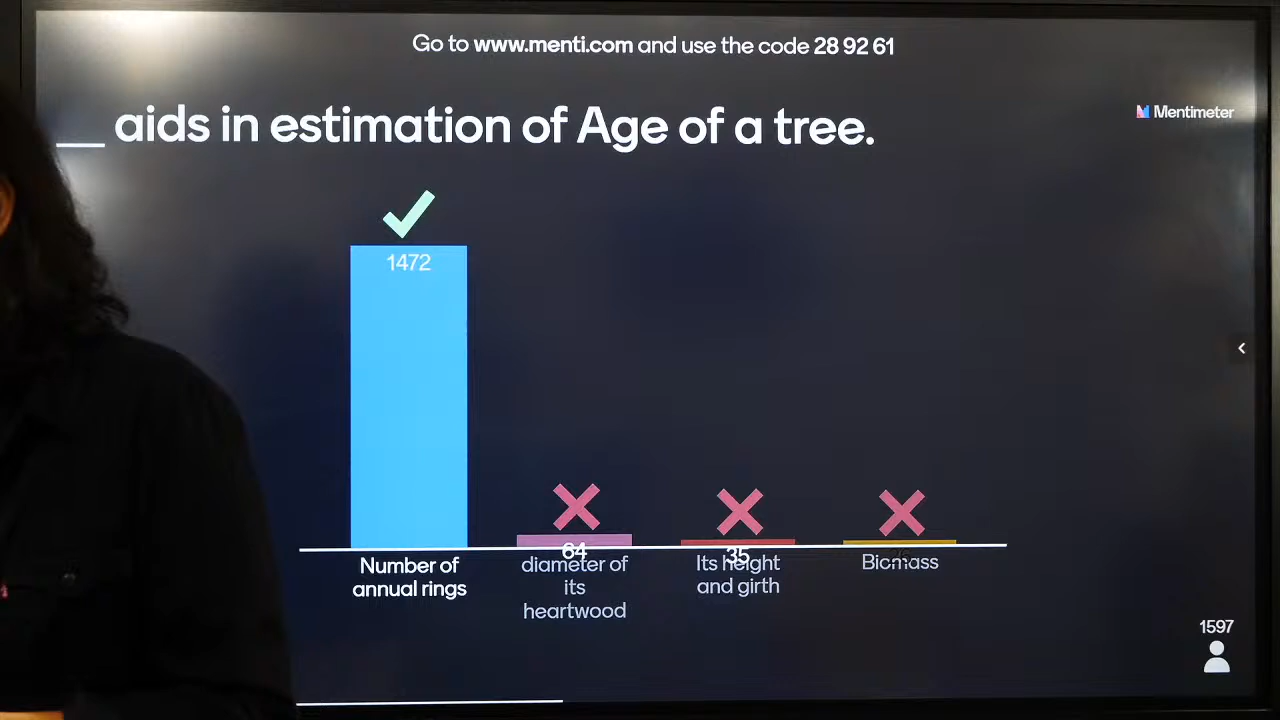 Go to www.menti.com and use the code 28 92 61
__ aids in estimation of Age of a tree.
Mentimeter
1472
64
35
Number of
annual rings
diameter of
its
heartwood
Its height
and girth
Biomass
1597